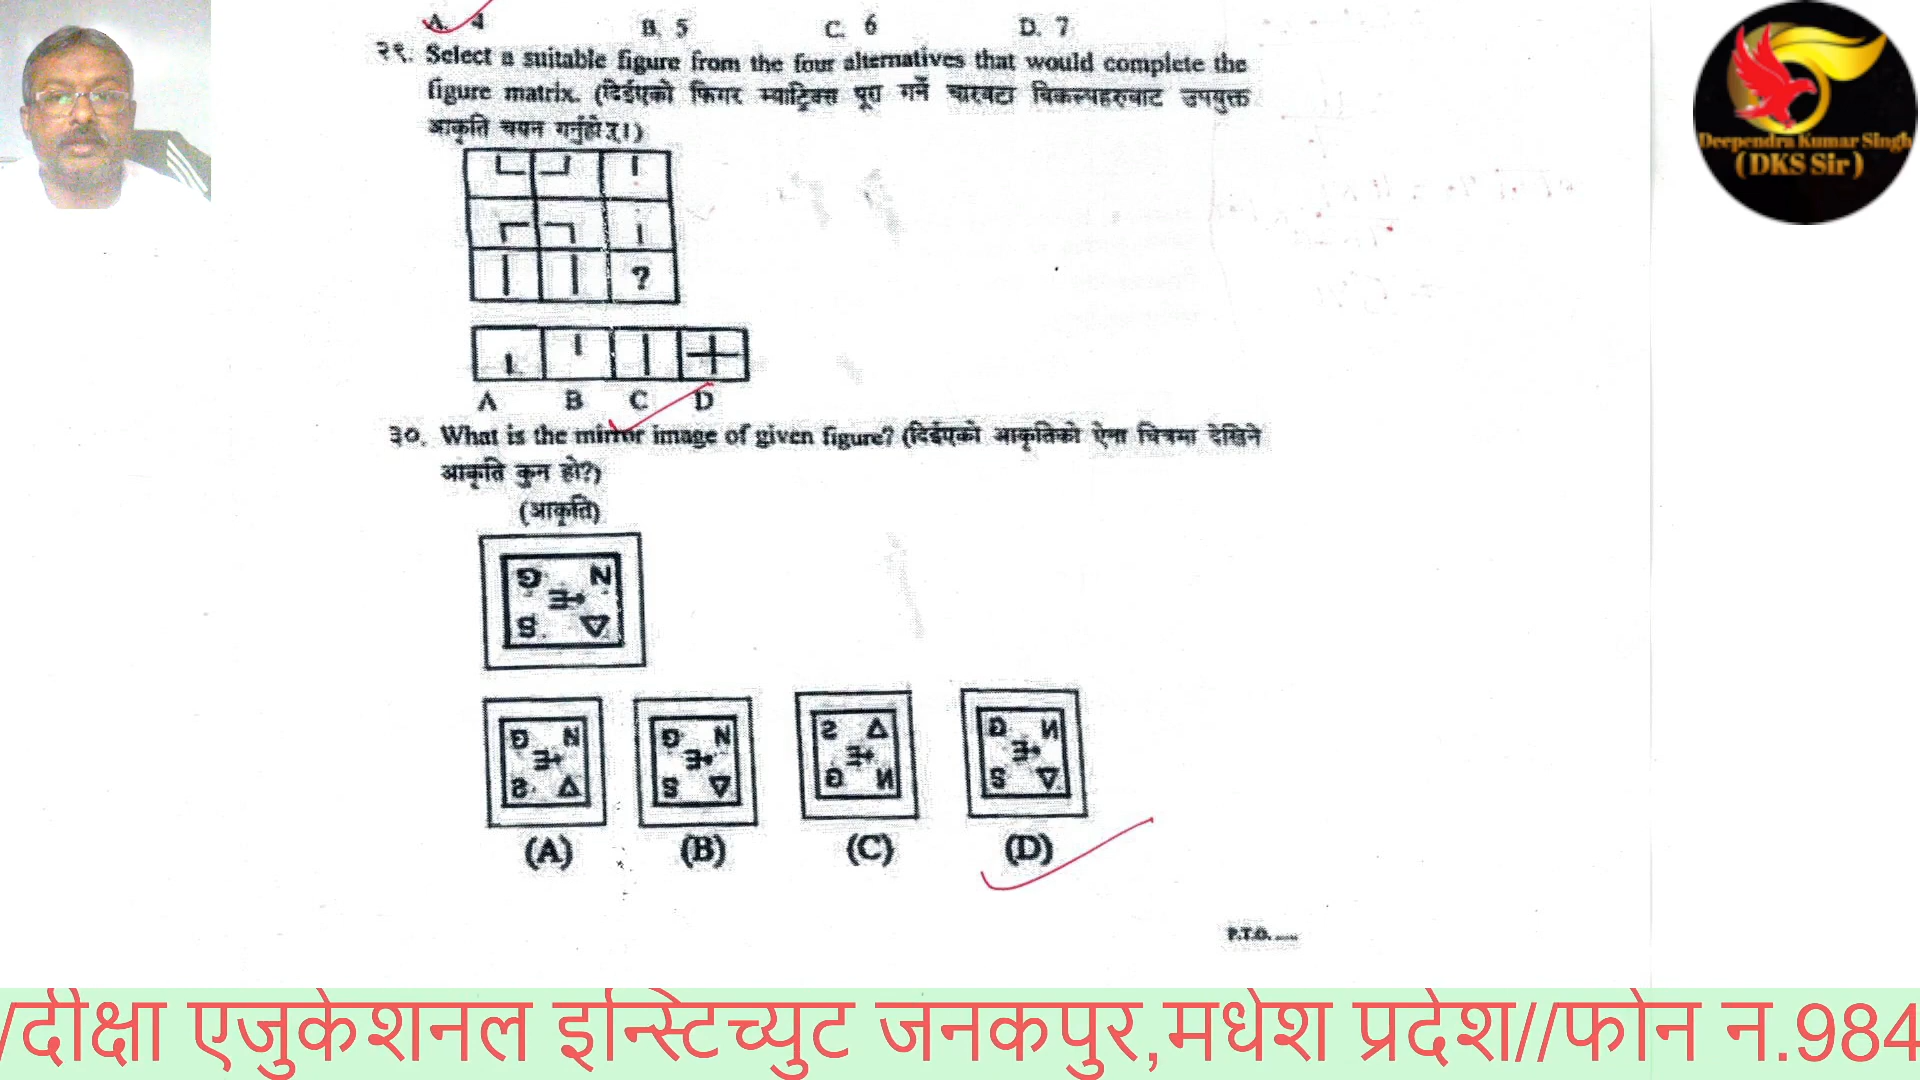 A. 4 B. 5 C. 6 D. 7
२९. Select a suitable figure from the four alternatives that would complete the
figure matrix. (दिईएको फिगर म्याट्रिक्स पूरा गर्ने चारवटा विकल्पहरुबाट उपयुक्त
आकृति चयन गर्नुहोस्।)
?
A B C D
३०. What is the mirror image of given figure? (दिईएको आकृतिको ऐना चित्रमा देखिने
आकृति कुन हो?)
(आकृति)
(A) (B) (C) (D)
P.T.O.....
Deependra Kumar Singh
(DKS Sir)
/दीक्षा एजुकेशनल इन्स्टिच्युट जनकपुर,मधेश प्रदेश//फोन न.984